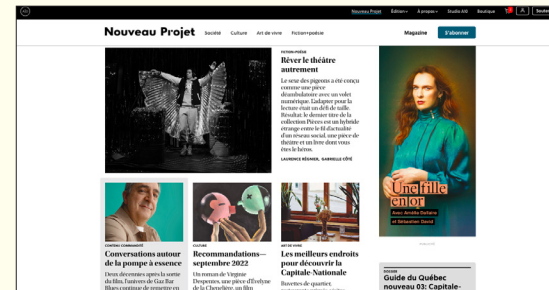 Nouveau Projet
Édition
À propos
Studio AIO
Boutique
Nouveau Projet
Société
Culture
Art de vivre
Fiction+poésie
Magazine
S'abonner
FICTION+POÉSIE
Rêver le théâtre
autrement
Le sexe des pigeons a été conçu
comme une pièce
déambulatoire avec un volet
numérique. L'adapter pour la
lecture était un défi de taille.
Résultat: le dernier titre de la
collection Pièces est un hybride
étrange entre le fil d'actualité
d'un réseau social, une pièce de
théâtre et un livre dont vous
êtes le héros.
LAURENCE RÉGNIER, GABRIELLE CÔTÉ
Une fille
en or
Avec Amélie Dallaire
et Sébastien David
CONTENU COMMANDITÉ
Conversations autour
de la pompe à essence
Deux décennies après la sortie
du film, l'univers de Gaz Bar
Blues continue de remettre en
CULTURE
Recommandations—
septembre 2022
Un roman de Virginie
Despentes, une pièce d'Évelyne
de la Chenelière, un film
ART DE VIVRE
Les meilleurs endroits
pour découvrir la
Capitale-Nationale
Buvettes de quartier,
DOSSIER
Guide du Québec
nouveau 03: Capitale-